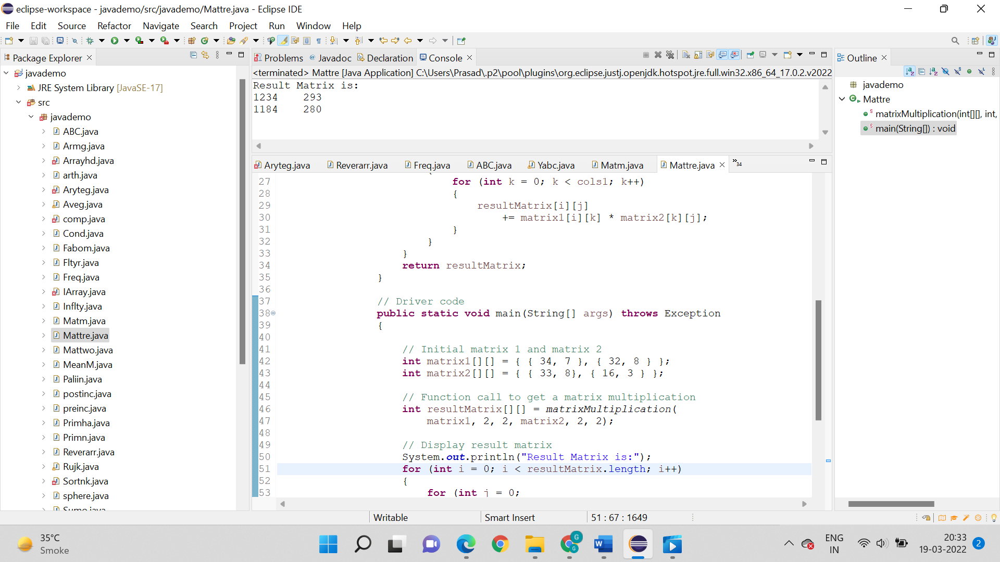 eclipse-workspace - javademo/src/javademo/Mattre.java - Eclipse IDE
File Edit Source Refactor Navigate Search Project Run Window Help
Package Explorer
javademo
JRE System Library [JavaSE-17]
src
javademo
ABC.java
Armg.java
Arrayhd.java
arth.java
Aryteg.java
Aveg.java
comp.java
Cond.java
Fabom.java
Fltyr.java
Freq.java
IArray.java
Inflty.java
Matm.java
Mattre.java
Mattwo.java
MeanM.java
Paliin.java
postinc.java
preinc.java
Primha.java
Primn.java
Reverarr.java
Rujk.java
Sortnk.java
sphere.java
Sumo.java
Problems Javadoc Declaration Console
<terminated> Mattre [Java Application] C:\Users\Prasad\.p2\pool\plugins\org.eclipse.justj.openjdk.hotspot.jre.full.win32.x86_64_17.0.2.v2022
Result Matrix is:
1234 293
1184 280
Aryteg.java Reverarr.java Freq.java ABC.java Yabc.java Matm.java Mattre.java »34
27 for (int k = 0; k < cols1; k++)
28 {
29 resultMatrix[i][j]
30 += matrix1[i][k] * matrix2[k][j];
31 }
32 }
33 }
34 return resultMatrix;
35 }
36
37 // Driver code
38 public static void main(String[] args) throws Exception
39 {
40
41 // Initial matrix 1 and matrix 2
42 int matrix1[][] = { { 34, 7 }, { 32, 8 } };
43 int matrix2[][] = { { 33, 8}, { 16, 3 } };
44
45 // Function call to get a matrix multiplication
46 int resultMatrix[][] = matrixMultiplication(
47 matrix1, 2, 2, matrix2, 2, 2);
48
49 // Display result matrix
50 System.out.println("Result Matrix is:");
51 for (int i = 0; i < resultMatrix.length; i++)
52 {
53 for (int j = 0;
Outline
javademo
Mattre
matrixMultiplication(int[][], int,
main(String[]) : void
Writable Smart Insert 51 : 67 : 1649
35°C
Smoke
ENG
IN
20:33
19-03-2022
2